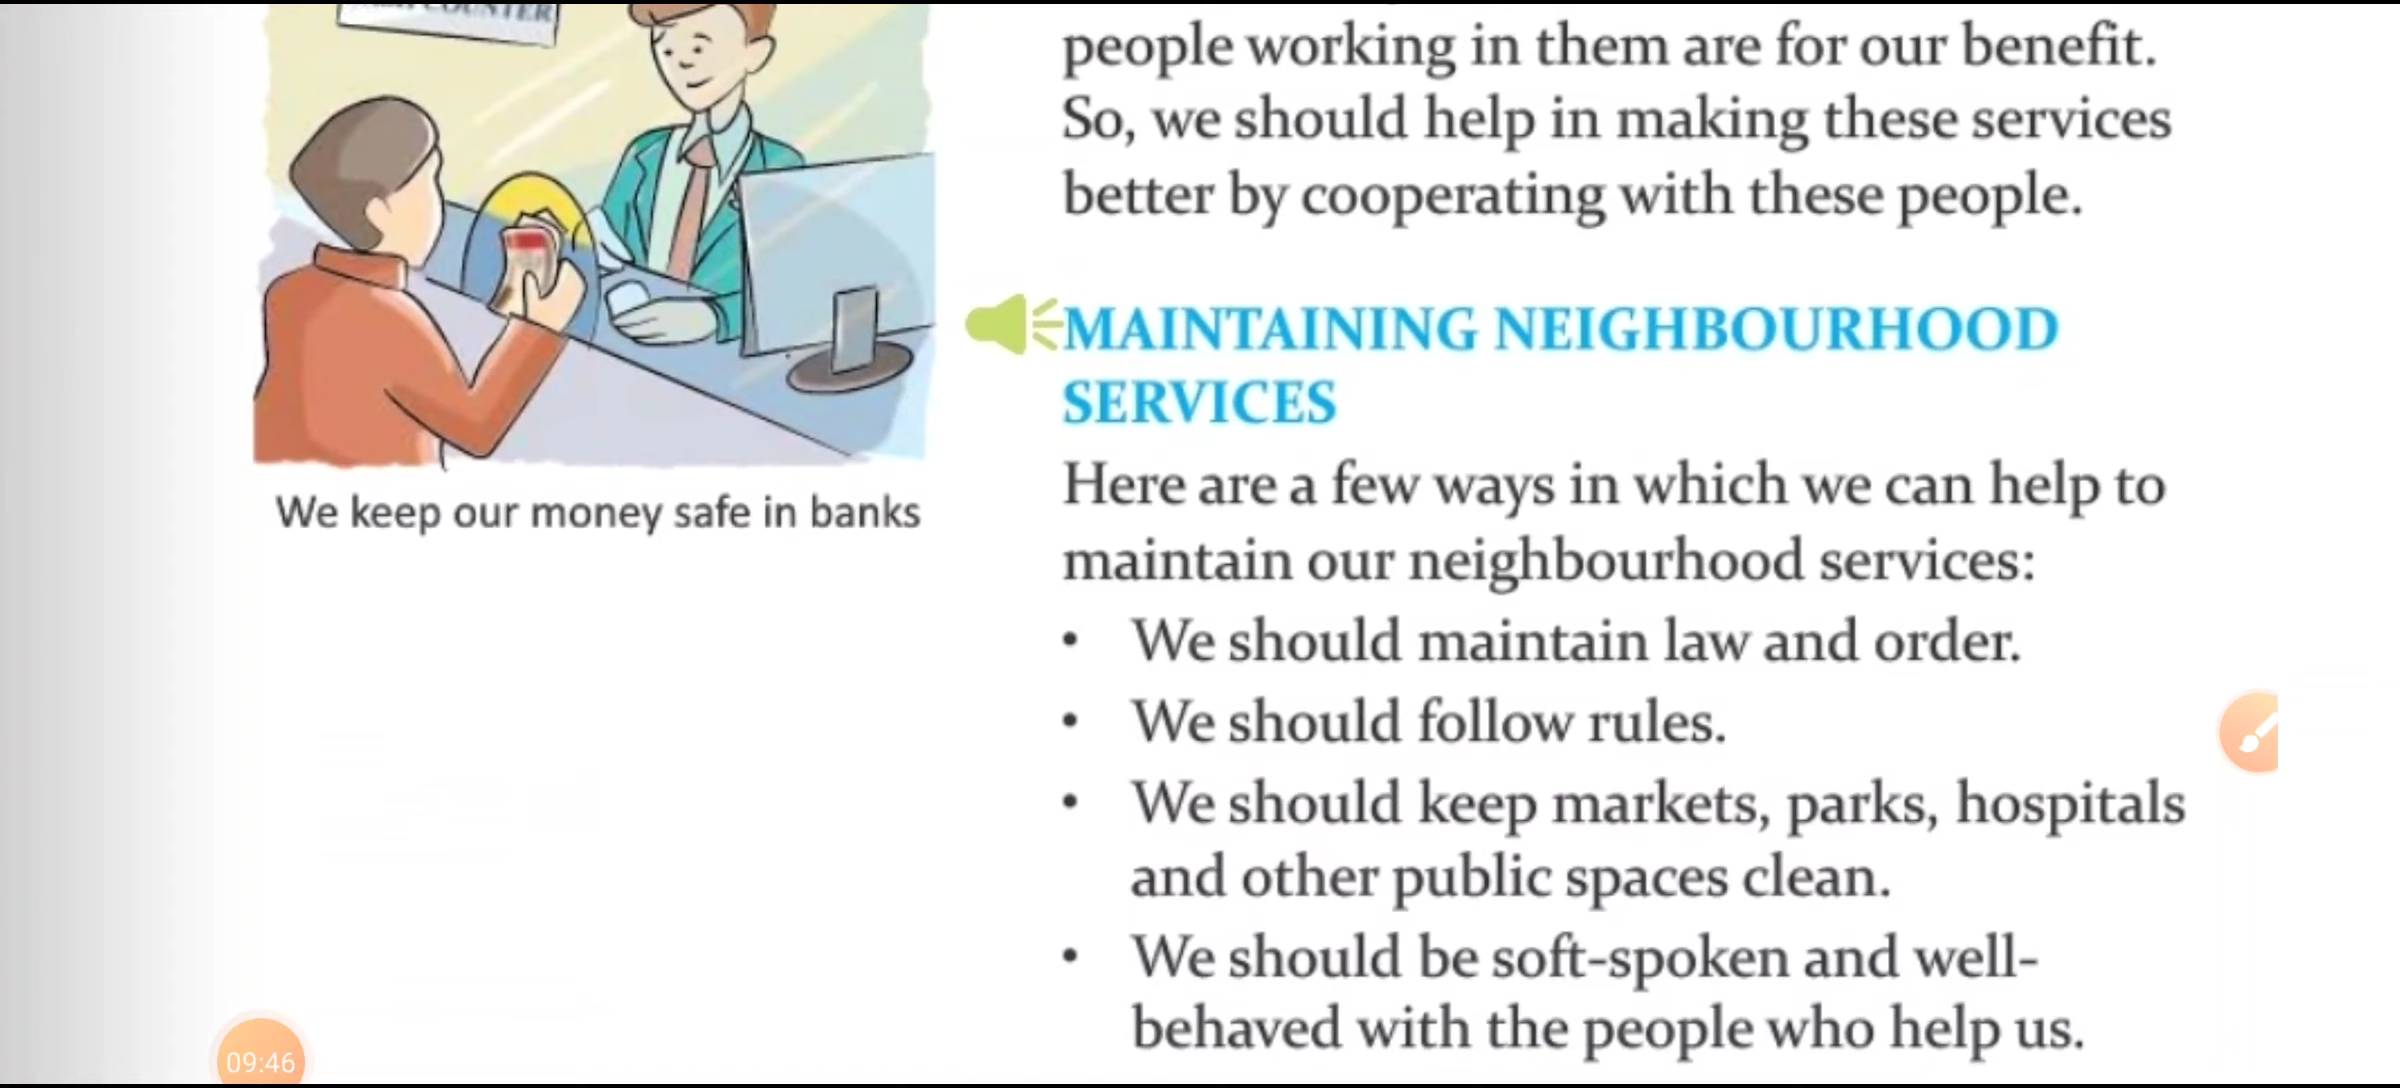 COUNTER
We keep our money safe in banks
people working in them are for our benefit.
So, we should help in making these services
better by cooperating with these people.
MAINTAINING NEIGHBOURHOOD
SERVICES
Here are a few ways in which we can help to
maintain our neighbourhood services:
• We should maintain law and order.
• We should follow rules.
• We should keep markets, parks, hospitals
and other public spaces clean.
• We should be soft-spoken and well-
behaved with the people who help us.
09:46